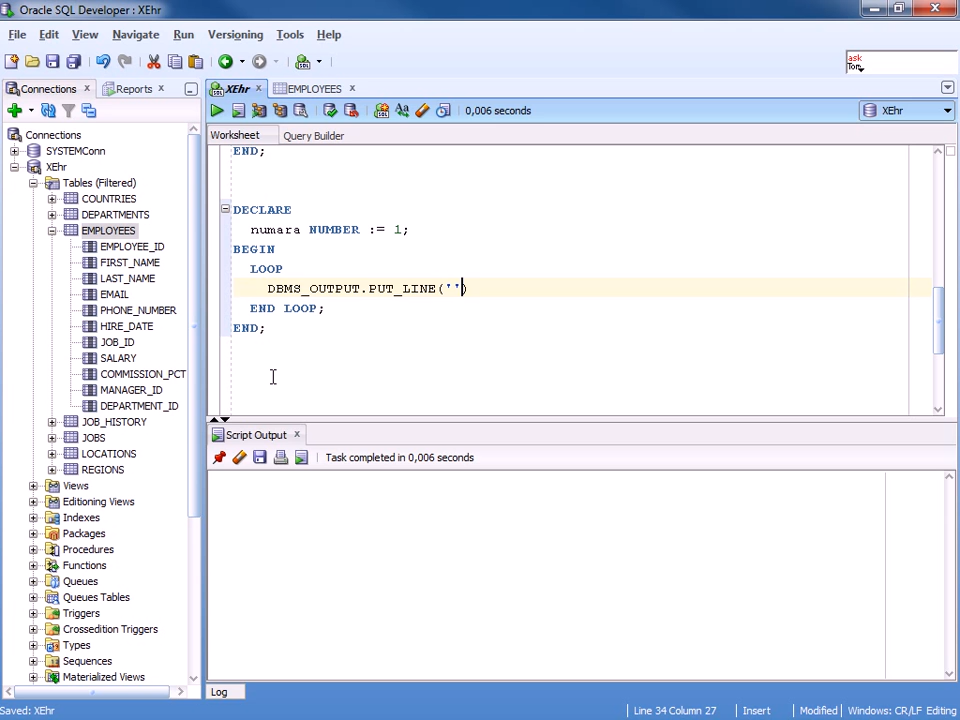 Oracle SQL Developer : XEhr
File Edit View Navigate Run Versioning Tools Help
ask
Tom
Connections
Reports
XEhr
EMPLOYEES
0,006 seconds
XEhr
Worksheet
Query Builder
Connections
SYSTEMConn
XEhr
Tables (Filtered)
COUNTRIES
DEPARTMENTS
EMPLOYEES
EMPLOYEE_ID
FIRST_NAME
LAST_NAME
EMAIL
PHONE_NUMBER
HIRE_DATE
JOB_ID
SALARY
COMMISSION_PCT
MANAGER_ID
DEPARTMENT_ID
JOB_HISTORY
JOBS
LOCATIONS
REGIONS
Views
Editioning Views
Indexes
Packages
Procedures
Functions
Queues
Queues Tables
Triggers
Crossedition Triggers
Types
Sequences
Materialized Views
END;
DECLARE
numara NUMBER := 1;
BEGIN
LOOP
DBMS_OUTPUT.PUT_LINE('')
END LOOP;
END;
Script Output
Task completed in 0,006 seconds
Log
Saved: XEhr
Line 34 Column 27
Insert
Modified
Windows: CR/LF Editing